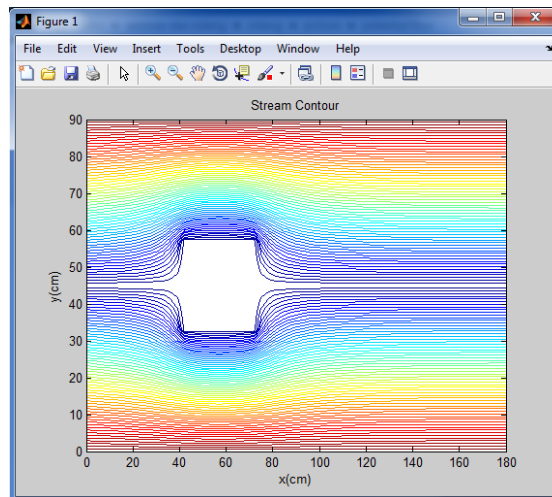 Figure 1
File Edit View Insert Tools Desktop Window Help
Stream Contour
90
80
70
60
50
40
30
20
10
0
y(cm)
0 20 40 60 80 100 120 140 160 180
x(cm)